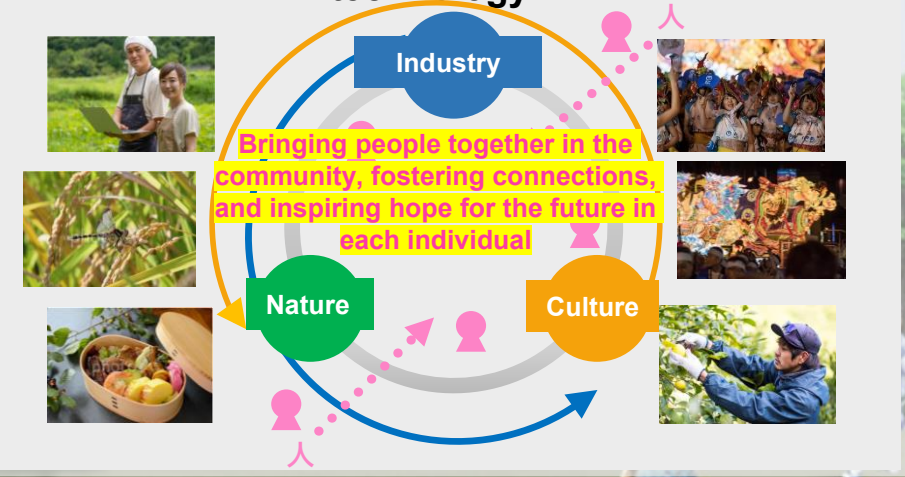 人
Industry
Bringing people together in the
community, fostering connections,
and inspiring hope for the future in
each individual
Nature
Culture
人